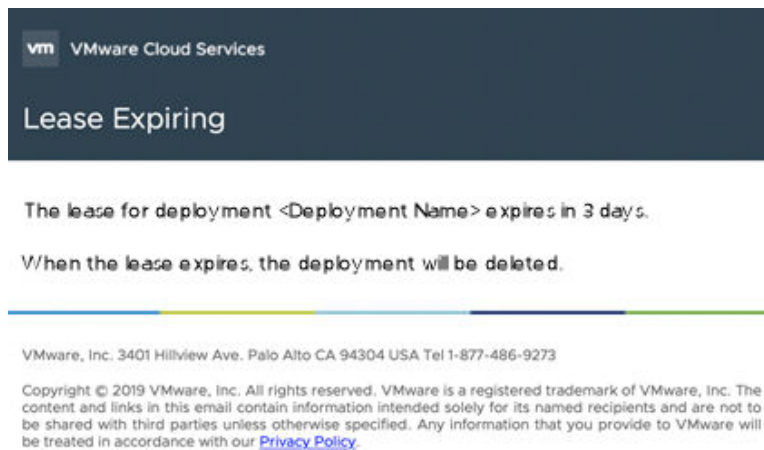 vm VMware Cloud Services
Lease Expiring
The lease for deployment <Deployment Name> expires in 3 days.
When the lease expires, the deployment will be deleted.
VMware, Inc. 3401 Hillview Ave. Palo Alto CA 94304 USA Tel 1-877-486-9273
Copyright © 2019 VMware, Inc. All rights reserved. VMware is a registered trademark of VMware, Inc. The
content and links in this email contain information intended solely for its named recipients and are not to
be shared with third parties unless otherwise specified. Any information that you provide to VMware will
be treated in accordance with our Privacy Policy.